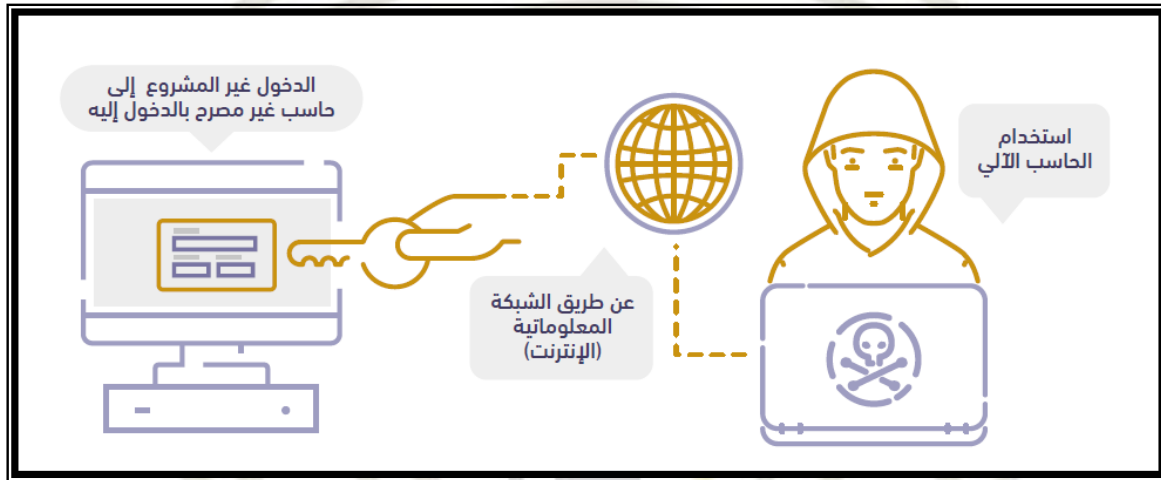 استخدام
الحاسب الآلي
عن طريق الشبكة
المعلوماتية
(الإنترنت)
الدخول غير المشروع إلى
حاسب غير مصرح بالدخول إليه